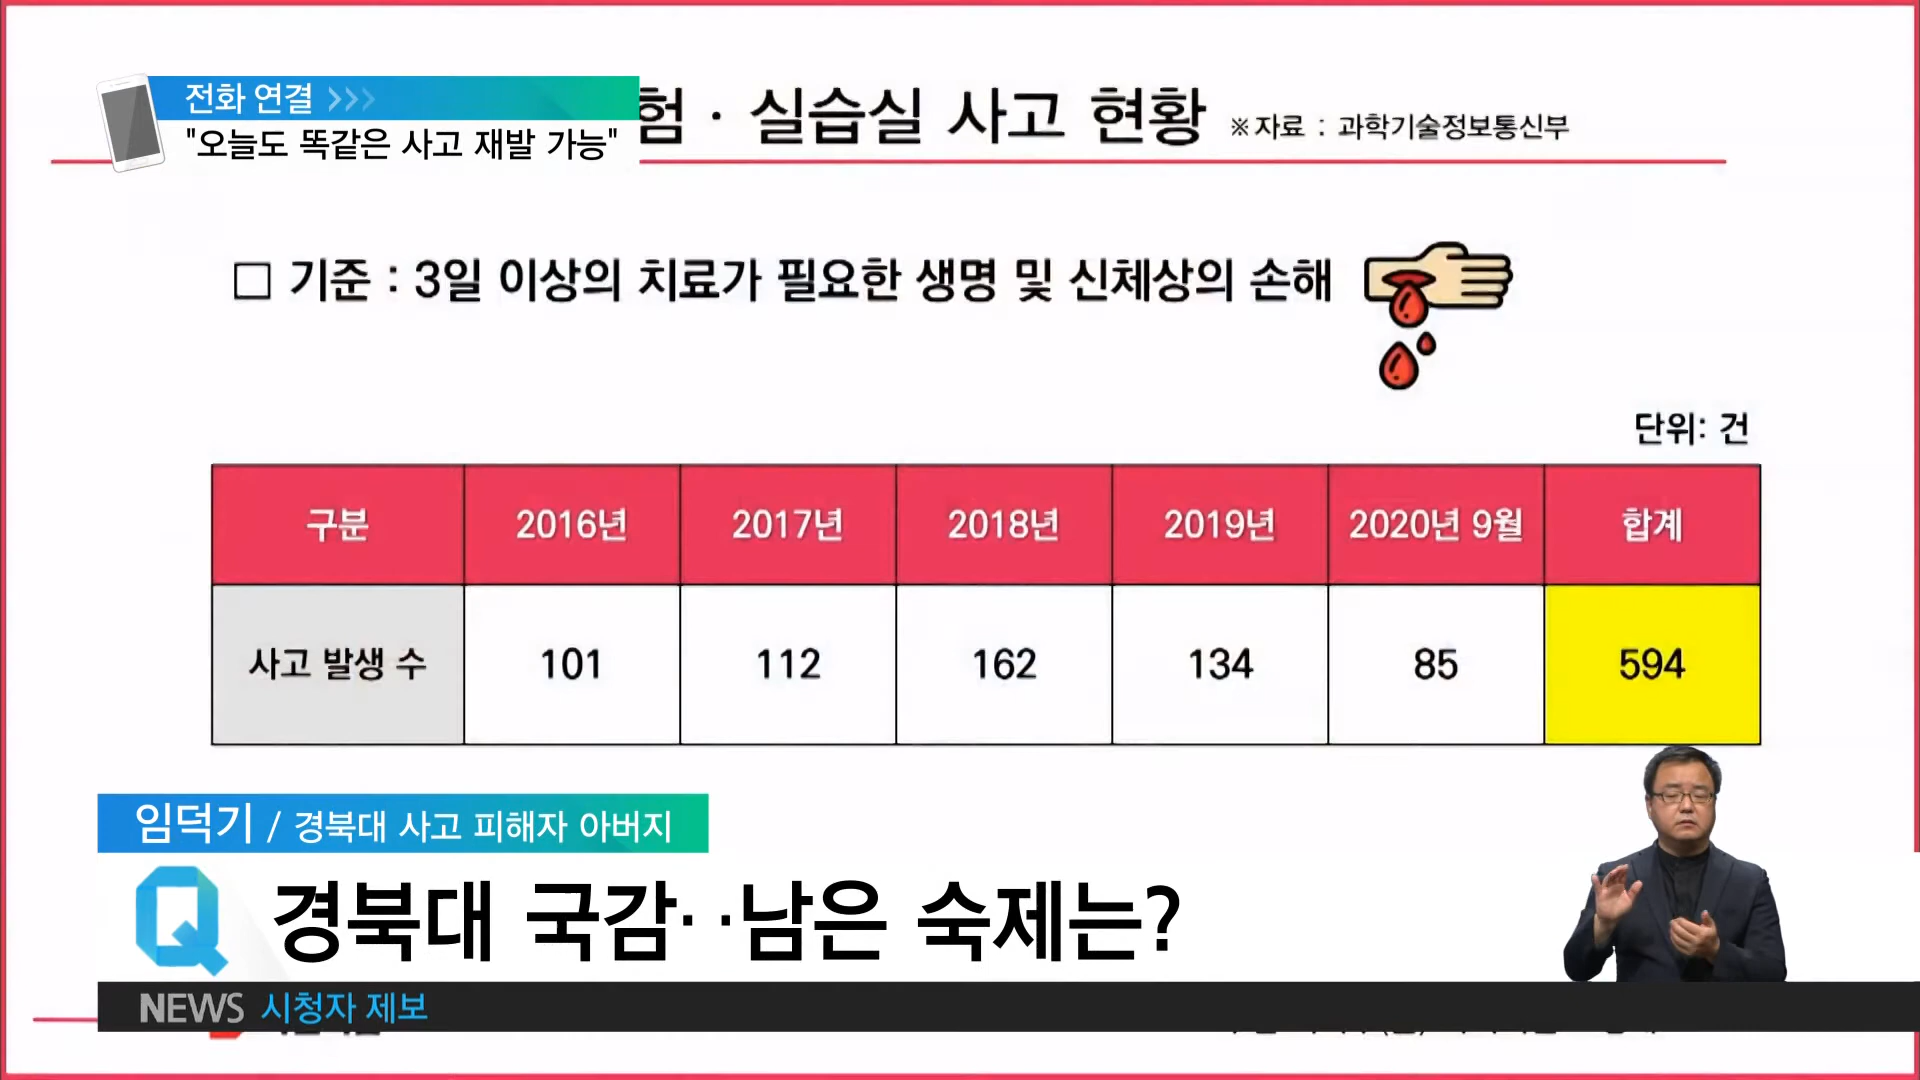 전화 연결
"오늘도 똑같은 사고 재발 가능"
험 · 실습실 사고 현황 ※자료 : 과학기술정보통신부
□ 기준 : 3일 이상의 치료가 필요한 생명 및 신체상의 손해
단위: 건
구분 2016년 2017년 2018년 2019년 2020년 9월 합계
사고 발생 수 101 112 162 134 85 594
임덕기 / 경북대 사고 피해자 아버지
Q 경북대 국감··남은 숙제는?
NEWS 시청자 제보